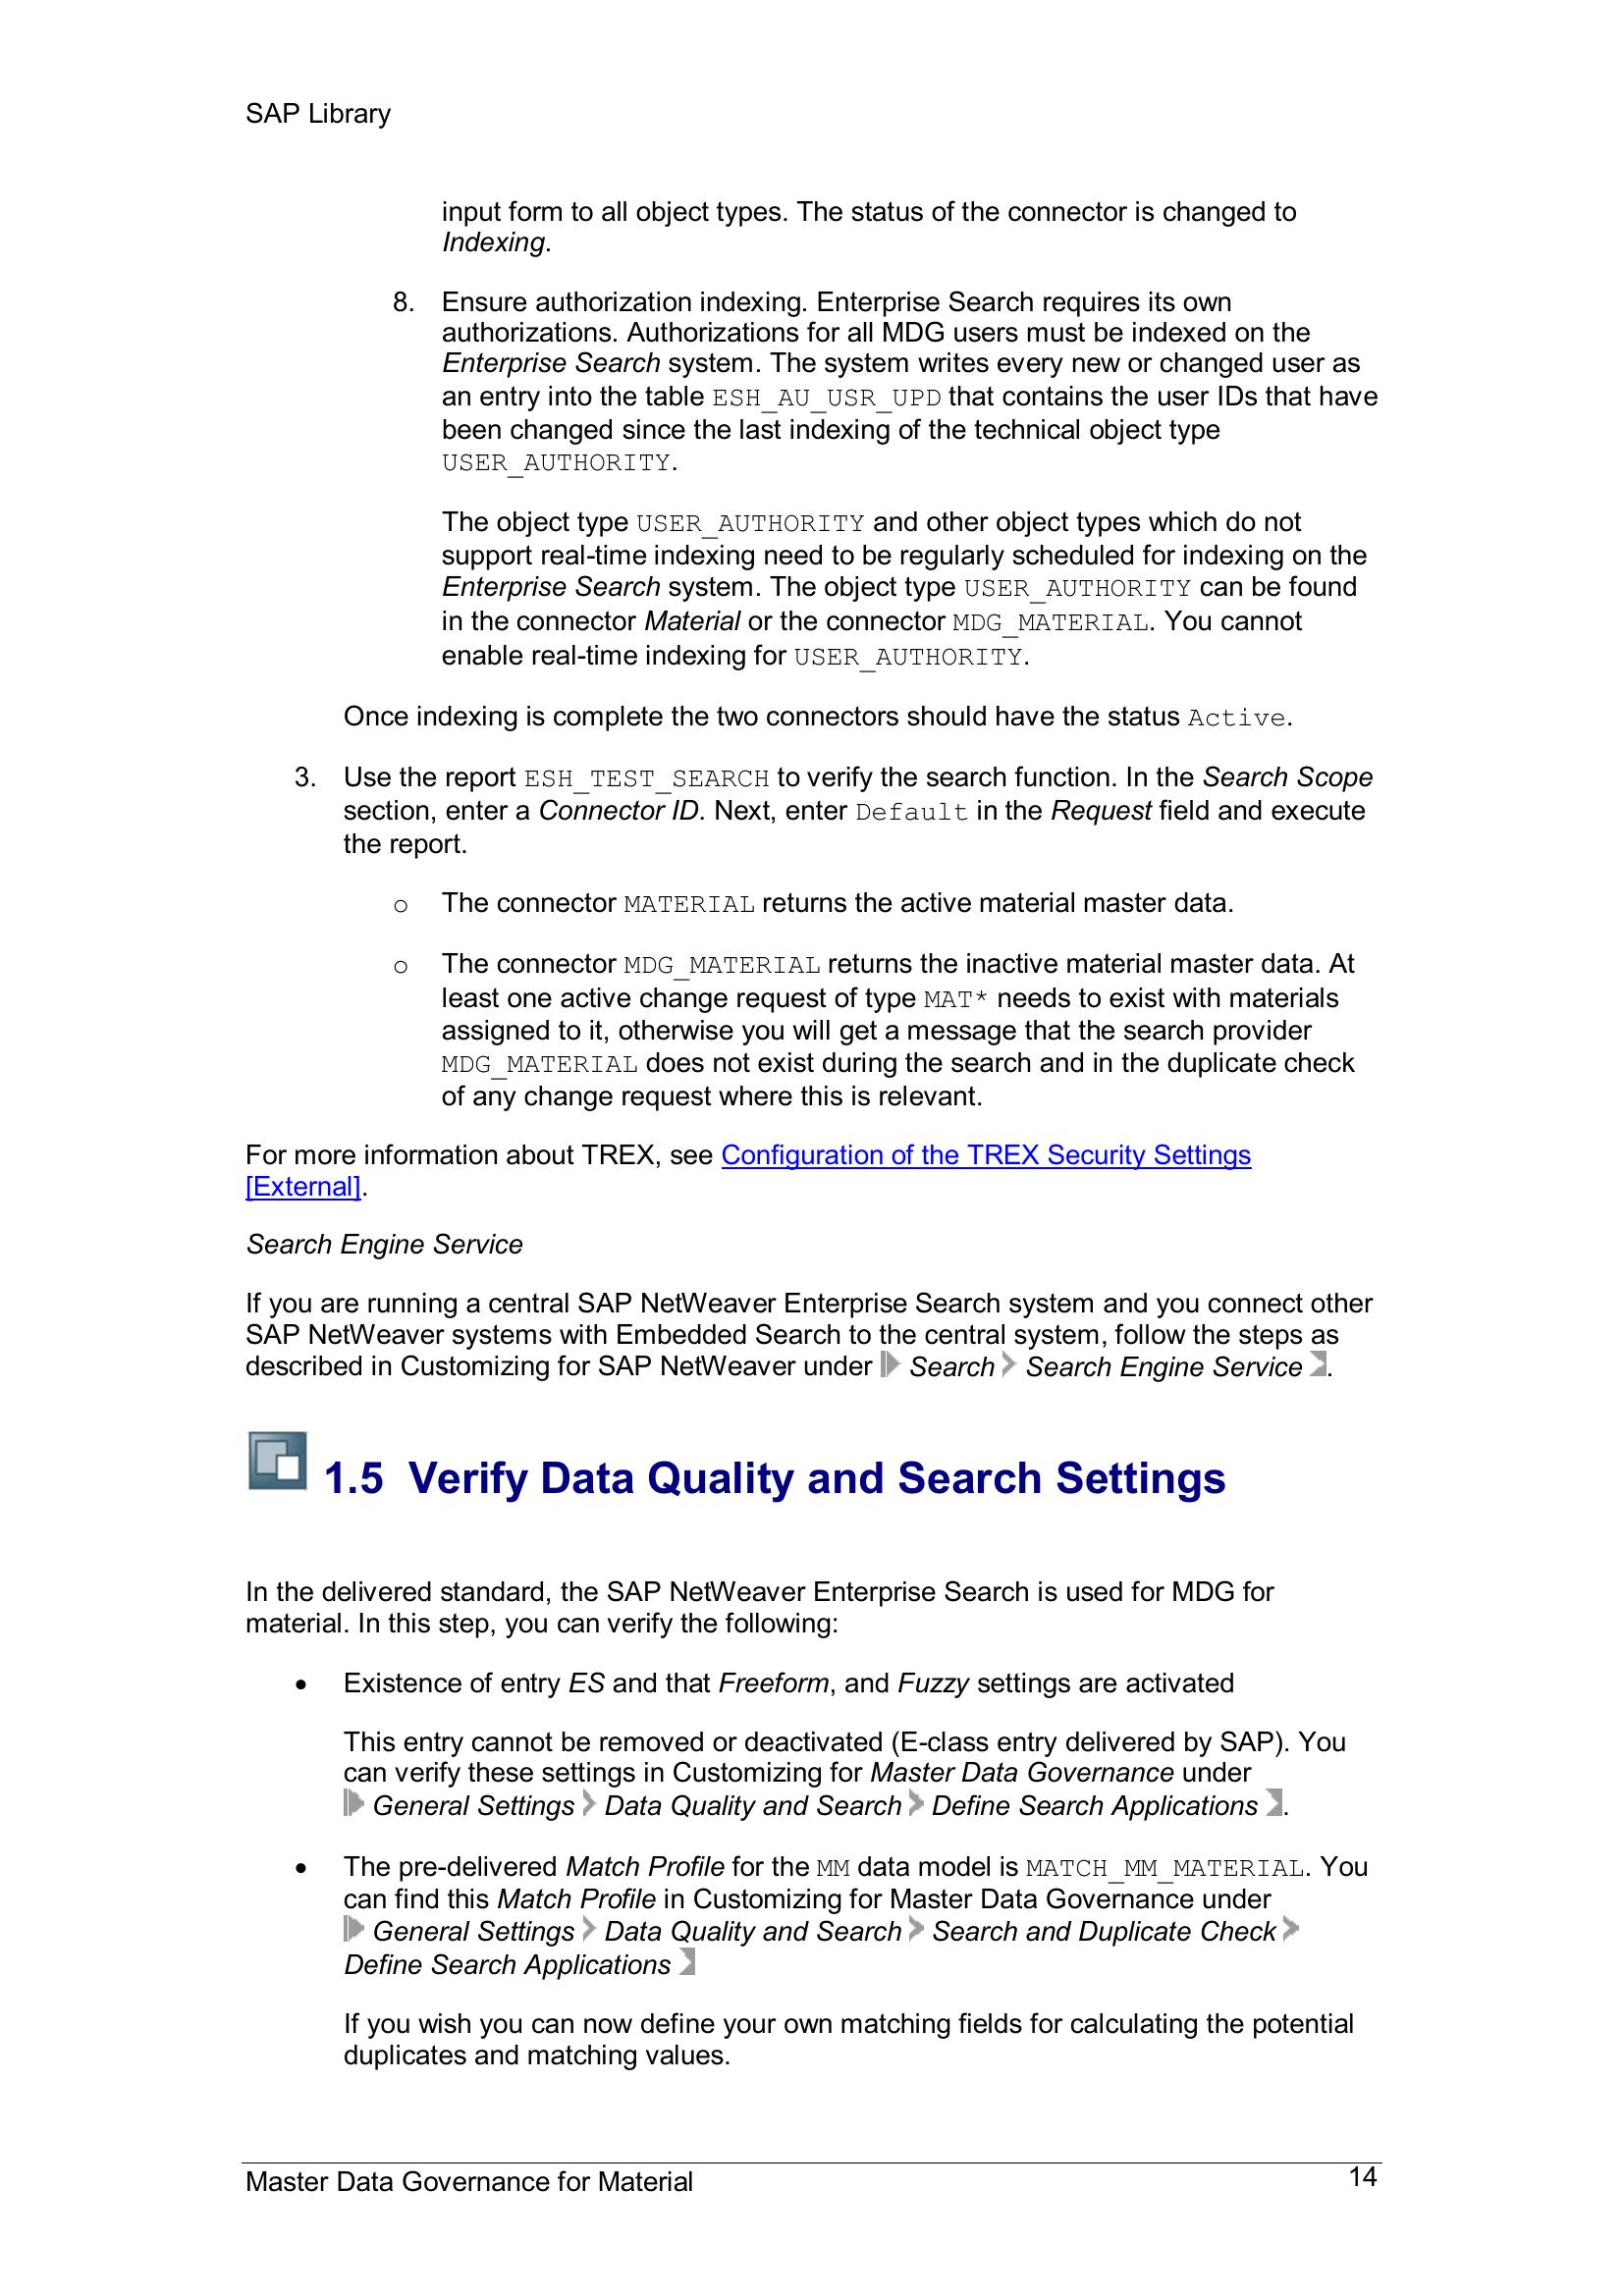 SAP Library
input form to all object types. The status of the connector is changed to
Indexing.
8. Ensure authorization indexing. Enterprise Search requires its own
authorizations. Authorizations for all MDG users must be indexed on the
Enterprise Search system. The system writes every new or changed user as
an entry into the table ESH_AU_USR_UPD that contains the user IDs that have
been changed since the last indexing of the technical object type
USER_AUTHORITY.
The object type USER_AUTHORITY and other object types which do not
support real-time indexing need to be regularly scheduled for indexing on the
Enterprise Search system. The object type USER_AUTHORITY can be found
in the connector Material or the connector MDG_MATERIAL. You cannot
enable real-time indexing for USER_AUTHORITY.
Once indexing is complete the two connectors should have the status Active.
3. Use the report ESH_TEST_SEARCH to verify the search function. In the Search Scope
section, enter a Connector ID. Next, enter Default in the Request field and execute
the report.
o The connector MATERIAL returns the active material master data.
o The connector MDG_MATERIAL returns the inactive material master data. At
least one active change request of type MAT* needs to exist with materials
assigned to it, otherwise you will get a message that the search provider
MDG_MATERIAL does not exist during the search and in the duplicate check
of any change request where this is relevant.
For more information about TREX, see Configuration of the TREX Security Settings
[External].
Search Engine Service
If you are running a central SAP NetWeaver Enterprise Search system and you connect other
SAP NetWeaver systems with Embedded Search to the central system, follow the steps as
described in Customizing for SAP NetWeaver under Search Search Engine Service .
1.5 Verify Data Quality and Search Settings
In the delivered standard, the SAP NetWeaver Enterprise Search is used for MDG for
material. In this step, you can verify the following:
• Existence of entry ES and that Freeform, and Fuzzy settings are activated
This entry cannot be removed or deactivated (E-class entry delivered by SAP). You
can verify these settings in Customizing for Master Data Governance under
General Settings Data Quality and Search Define Search Applications .
• The pre-delivered Match Profile for the MM data model is MATCH_MM_MATERIAL. You
can find this Match Profile in Customizing for Master Data Governance under
General Settings Data Quality and Search Search and Duplicate Check
Define Search Applications
If you wish you can now define your own matching fields for calculating the potential
duplicates and matching values.
Master Data Governance for Material 14